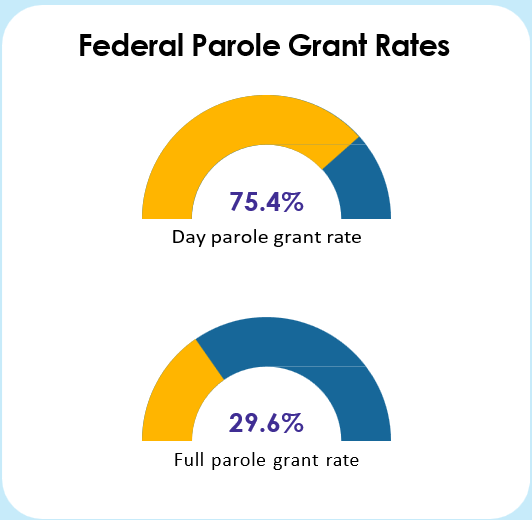 Federal Parole Grant Rates
75.4%
Day parole grant rate
29.6%
Full parole grant rate